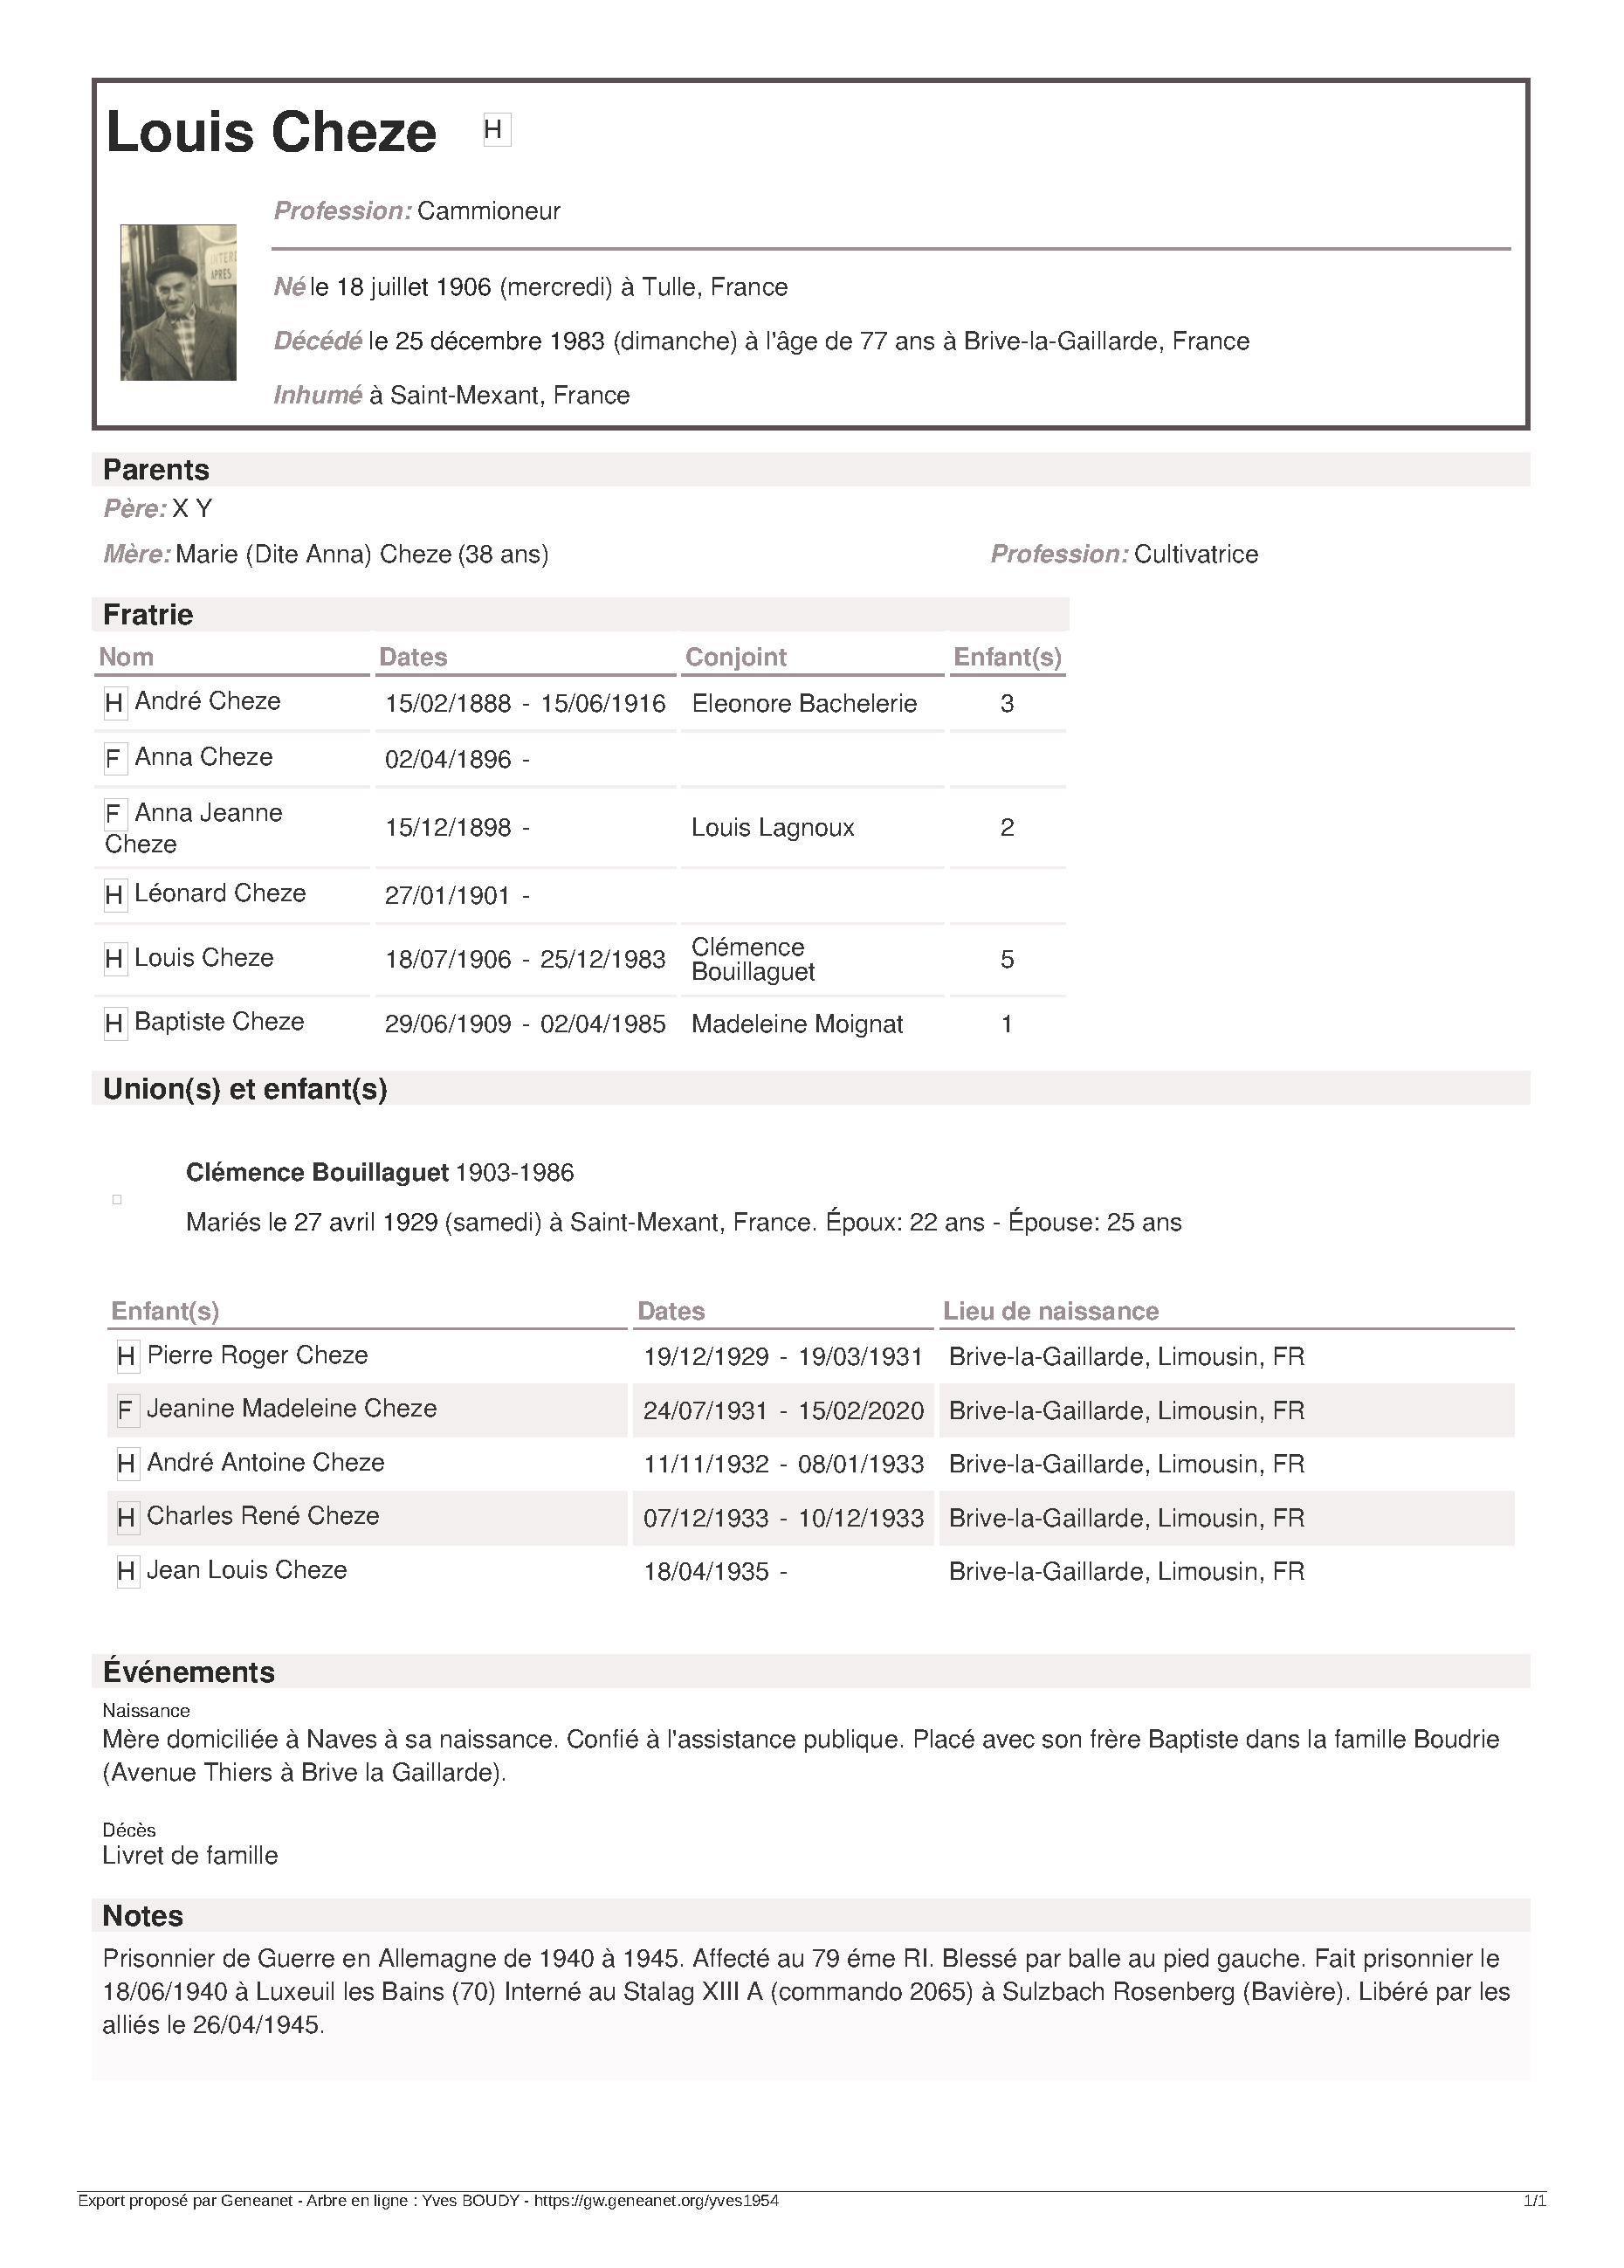 Louis Cheze H
Profession: Cammioneur
INTER
APRES
Né le 18 juillet 1906 (mercredi) à Tulle, France
Décédé le 25 décembre 1983 (dimanche) à l'âge de 77 ans à Brive-la-Gaillarde, France
Inhumé à Saint-Mexant, France
Parents
Père: X Y
Mère: Marie (Dite Anna) Cheze (38 ans) Profession: Cultivatrice
Fratrie
Nom Dates Conjoint Enfant(s)
H André Cheze 15/02/1888 - 15/06/1916 Eleonore Bachelerie 3
F Anna Cheze 02/04/1896 -
F Anna Jeanne
Cheze 15/12/1898 - Louis Lagnoux 2
H Léonard Cheze 27/01/1901 -
H Louis Cheze 18/07/1906 - 25/12/1983 Clémence
Bouillaguet 5
H Baptiste Cheze 29/06/1909 - 02/04/1985 Madeleine Moignat 1
Union(s) et enfant(s)
Clémence Bouillaguet 1903-1986
Mariés le 27 avril 1929 (samedi) à Saint-Mexant, France. Époux: 22 ans - Épouse: 25 ans
Enfant(s) Dates Lieu de naissance
H Pierre Roger Cheze 19/12/1929 - 19/03/1931 Brive-la-Gaillarde, Limousin, FR
F Jeanine Madeleine Cheze 24/07/1931 - 15/02/2020 Brive-la-Gaillarde, Limousin, FR
H André Antoine Cheze 11/11/1932 - 08/01/1933 Brive-la-Gaillarde, Limousin, FR
H Charles René Cheze 07/12/1933 - 10/12/1933 Brive-la-Gaillarde, Limousin, FR
H Jean Louis Cheze 18/04/1935 - Brive-la-Gaillarde, Limousin, FR
Événements
Naissance
Mère domiciliée à Naves à sa naissance. Confié à l'assistance publique. Placé avec son frère Baptiste dans la famille Boudrie
(Avenue Thiers à Brive la Gaillarde).
Décès
Livret de famille
Notes
Prisonnier de Guerre en Allemagne de 1940 à 1945. Affecté au 79 éme RI. Blessé par balle au pied gauche. Fait prisonnier le
18/06/1940 à Luxeuil les Bains (70) Interné au Stalag XIII A (commando 2065) à Sulzbach Rosenberg (Bavière). Libéré par les
alliés le 26/04/1945.
Export proposé par Geneanet - Arbre en ligne : Yves BOUDY - https://gw.geneanet.org/yves1954 1/1